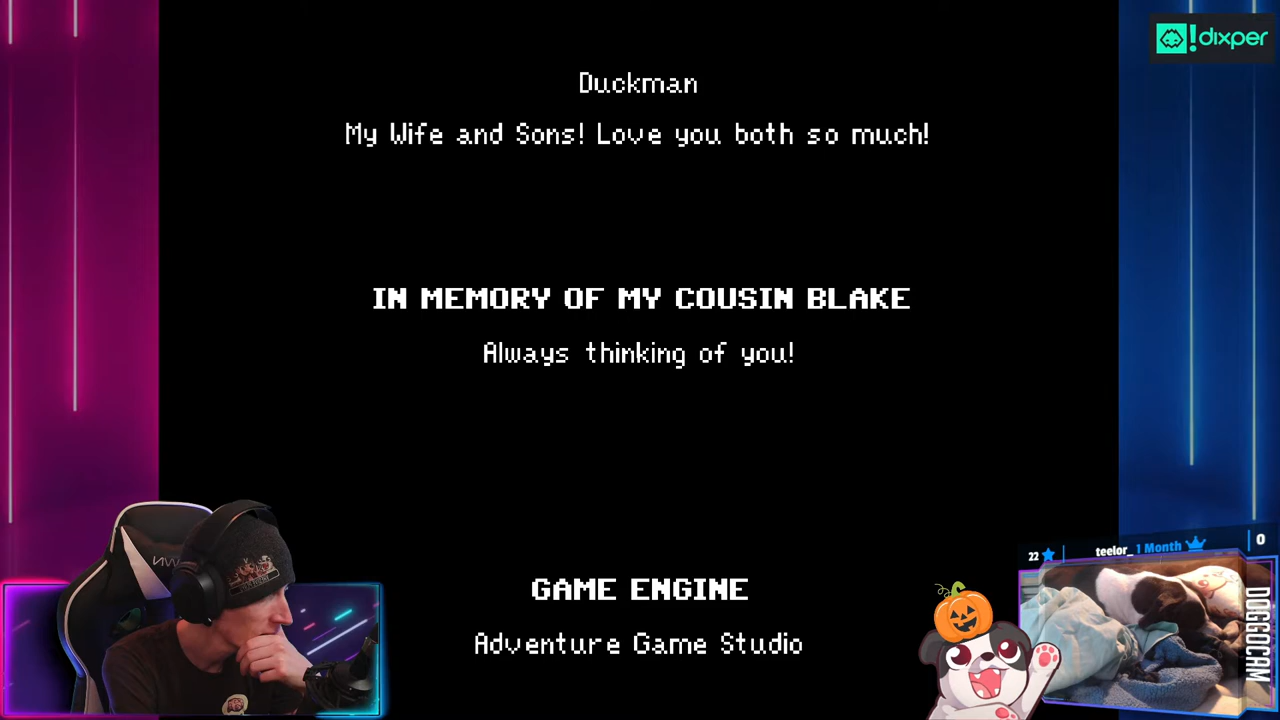 !dixper
Duckman
My Wife and Sons! Love you both so much!
IN MEMORY OF MY COUSIN BLAKE
Always thinking of you!
GAME ENGINE
Adventure Game Studio
22
teelor_ 1 Month
0
DOGGOCAM